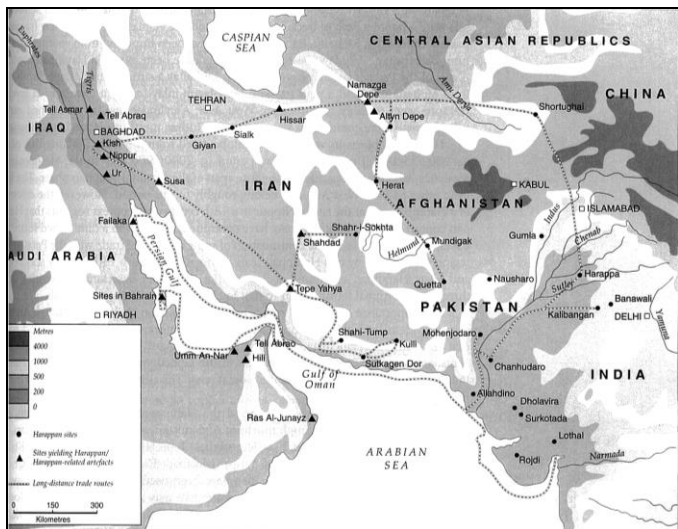 CASPIAN
SEA
CENTRAL ASIAN REPUBLICS
CHINA
Euphrates
Tigris
Amu Darya
TEHRAN
Namazga
Depe
Altyn Depe
Hissar
Shortughai
Tell Asmar
Tell Abraq
BAGHDAD
IRAQ
Kish
Nippur
Ur
Giyan
Sialk
Susa
IRAN
Herat
KABUL
AFGHANISTAN
Indus
ISLAMABAD
Chenab
Failaka
Shahr-i-Sokhta
Shahdad
Helmund
Mundigak
Gumla
AUDI ARABIA
Persian Gulf
Tepe Yahya
Quetta
Nausharo
Harappa
Sutlej
PAKISTAN
Sites in Bahrain
RIYADH
Banawali
Kalibangan
DELHI
Yamuna
Mohenjodaro
Shahi-Tump
Kulli
Sutkagen Dor
Chanhudaro
INDIA
Umm An-Nar
Tell Abrao
Hili
Gulf of
Oman
Allahdino
Dholavira
Surkotada
Ras Al-Junayz
ARABIAN
SEA
Lothal
Rojdi
Narmada
Metres
4000
1000
500
200
0
Harappan sites
Sites yielding Harappan/
Harappan-related artefacts
Long-distance trade routes
0 150 300
Kilometres